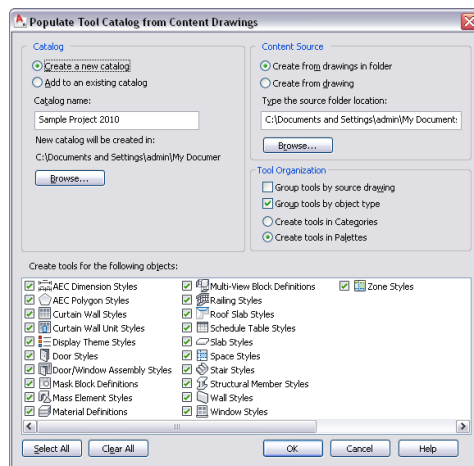 Populate Tool Catalog from Content Drawings
Catalog
Create a new catalog
Add to an existing catalog
Catalog name:
Sample Project 2010
New catalog will be created in:
C:\Documents and Settings\admin\My Documer
Browse...
Content Source
Create from drawings in folder
Create from drawing
Type the source folder location:
C:\Documents and Settings\admin\My Document:
Browse...
Tool Organization
Group tools by source drawing
Group tools by object type
Create tools in Categories
Create tools in Palettes
Create tools for the following objects:
AEC Dimension Styles
AEC Polygon Styles
Curtain Wall Styles
Curtain Wall Unit Styles
Display Theme Styles
Door Styles
Door/Window Assembly Styles
Mask Block Definitions
Mass Element Styles
Material Definitions
Multi-View Block Definitions
Railing Styles
Roof Slab Styles
Schedule Table Styles
Slab Styles
Space Styles
Stair Styles
Structural Member Styles
Wall Styles
Window Styles
Zone Styles
Select All
Clear All
OK
Cancel
Help